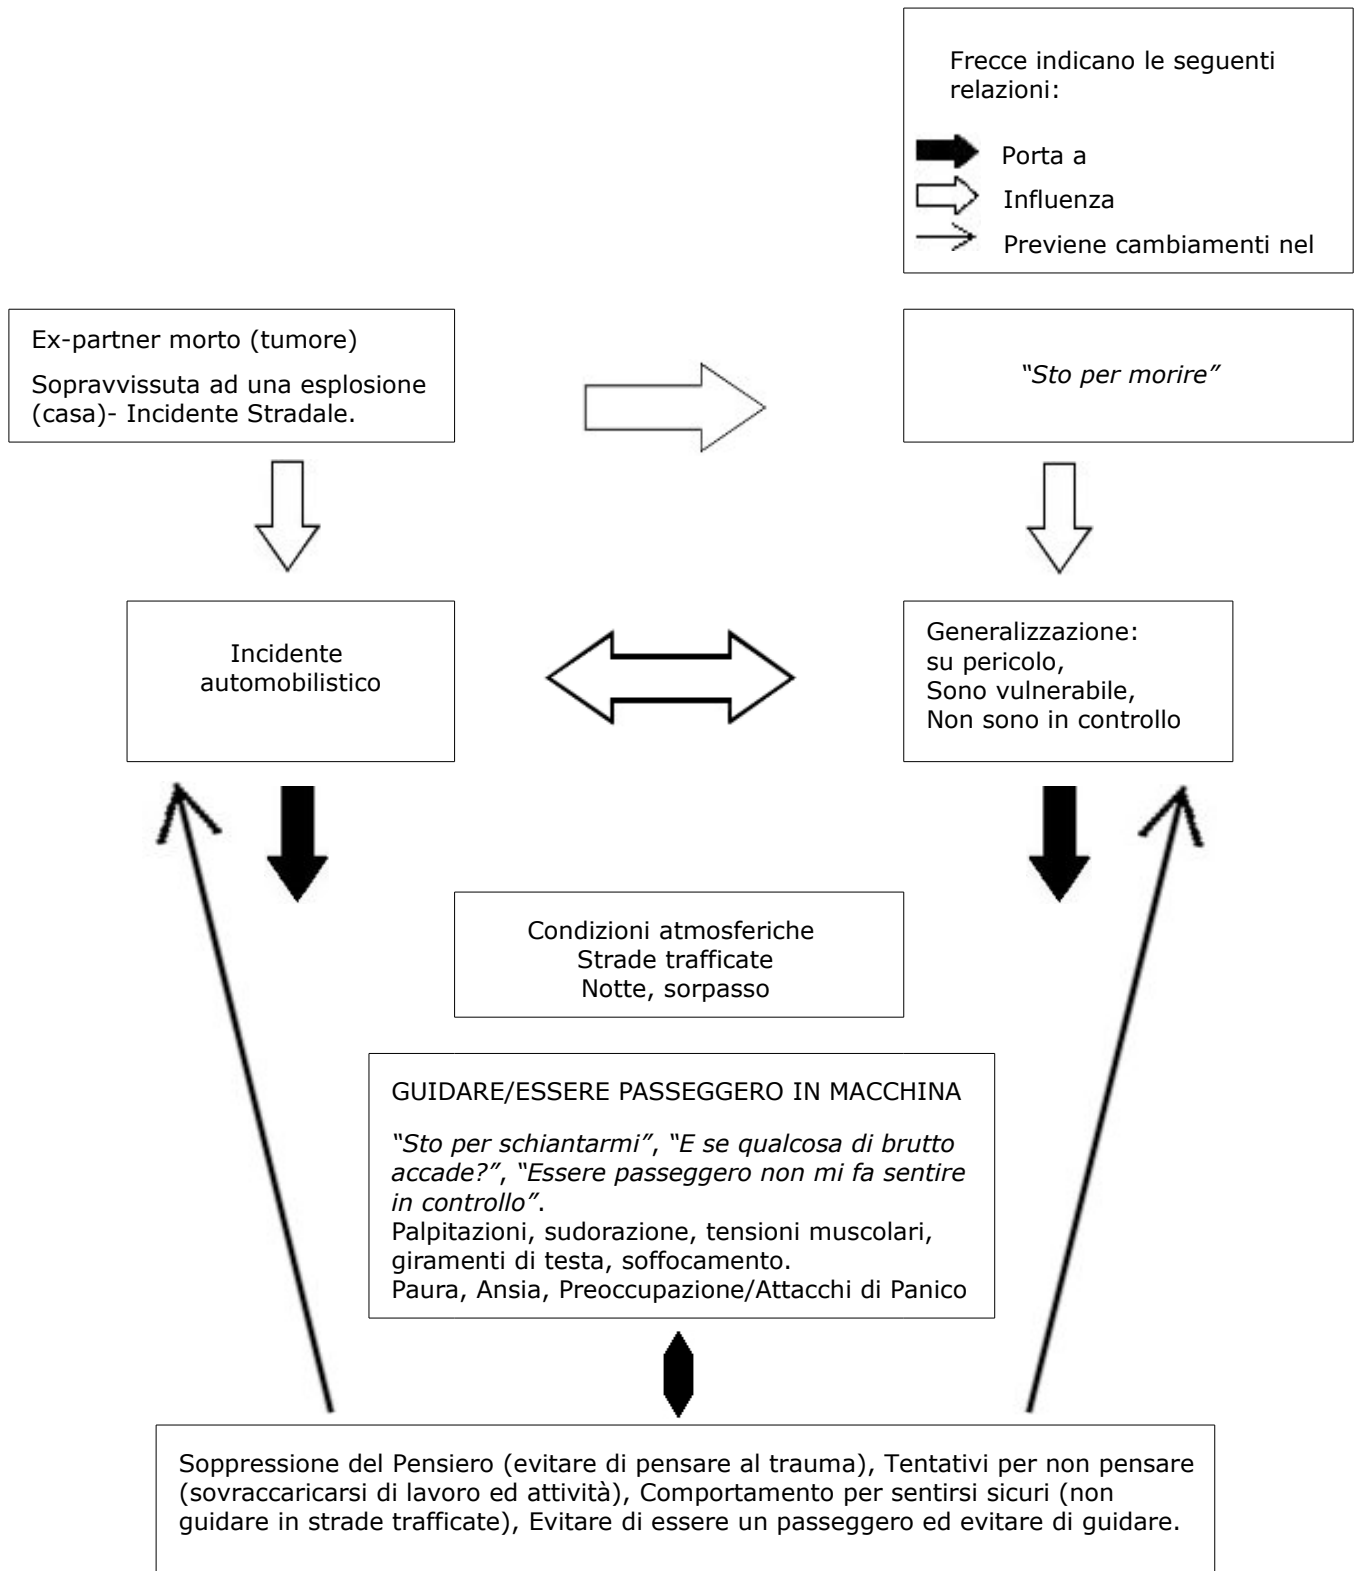 Frecce indicano le seguenti
relazioni:
Porta a
Influenza
Previene cambiamenti nel
Ex-partner morto (tumore)
Sopravvissuta ad una esplosione
(casa)- Incidente Stradale.
“Sto per morire”
Incidente
automobilistico
Generalizzazione:
su pericolo,
Sono vulnerabile,
Non sono in controllo
Condizioni atmosferiche
Strade trafficate
Notte, sorpasso
GUIDARE/ESSERE PASSEGGERO IN MACCHINA
“Sto per schiantarmi”, “E se qualcosa di brutto
accade?”, “Essere passeggero non mi fa sentire
in controllo”.
Palpitazioni, sudorazione, tensioni muscolari,
giramenti di testa, soffocamento.
Paura, Ansia, Preoccupazione/Attacchi di Panico
Soppressione del Pensiero (evitare di pensare al trauma), Tentativi per non pensare
(sovraccaricarsi di lavoro ed attività), Comportamento per sentirsi sicuri (non
guidare in strade trafficate), Evitare di essere un passeggero ed evitare di guidare.